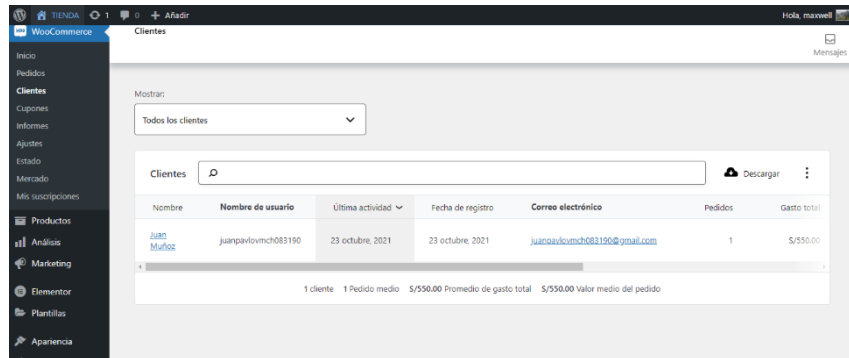 TIENDA 1 0 + Añadir Hola, maxwell
WooCommerce
Inicio
Pedidos
Clientes
Cupones
Informes
Ajustes
Estado
Mercado
Mis suscripciones
Productos
Análisis
Marketing
Elementor
Plantillas
Apariencia
Clientes
Mensajes
Mostrar:
Todos los clientes
Clientes Descargar
Nombre Nombre de usuario Última actividad Fecha de registro Correo electrónico Pedidos Gasto total
Juan juanpavlovmch083190 23 octubre, 2021 23 octubre, 2021 juanpavlovmch083190@gmail.com 1 S/550.00
Muñoz
1 cliente 1 Pedido medio S/550.00 Promedio de gasto total S/550.00 Valor medio del pedido